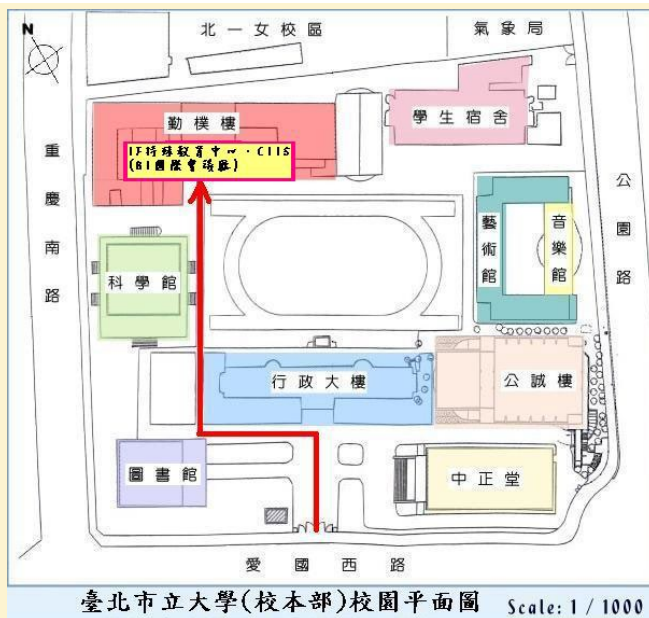 N
北一女校區
氣象局
勤樸樓
1F特殊教育中心·C115
(B1國際會議廳)
學生宿舍
重慶南路
公園路
藝術館
音樂館
科學館
行政大樓
公誠樓
圖書館
中正堂
愛國西路
臺北市立大學(校本部)校園平面圖 Scale: 1 / 1000